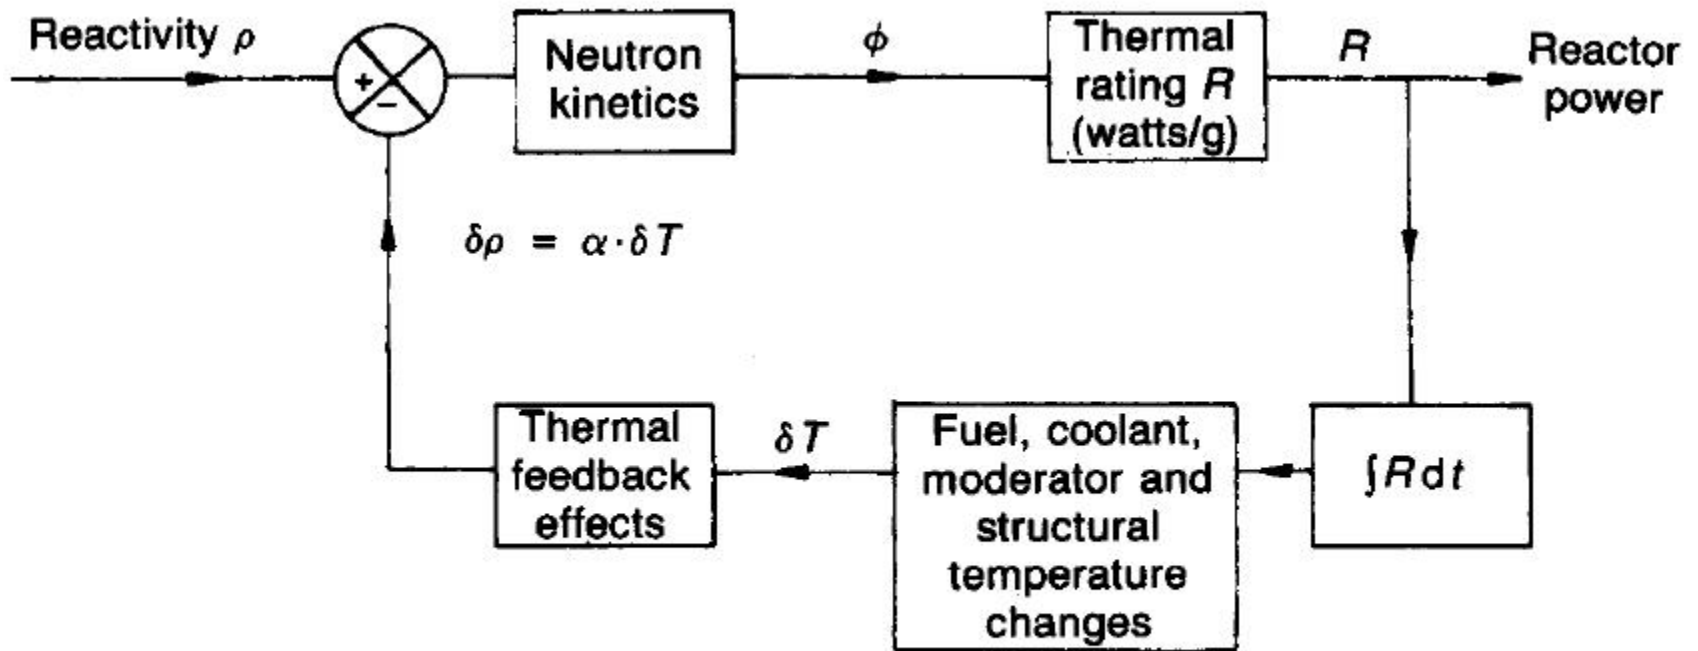 Reactivity ρ
+
−
Neutron
kinetics
ϕ
Thermal
rating R
(watts/g)
R
Reactor
power
δρ = α·δT
Thermal
feedback
effects
δT
Fuel, coolant,
moderator and
structural
temperature
changes
∫Rdt